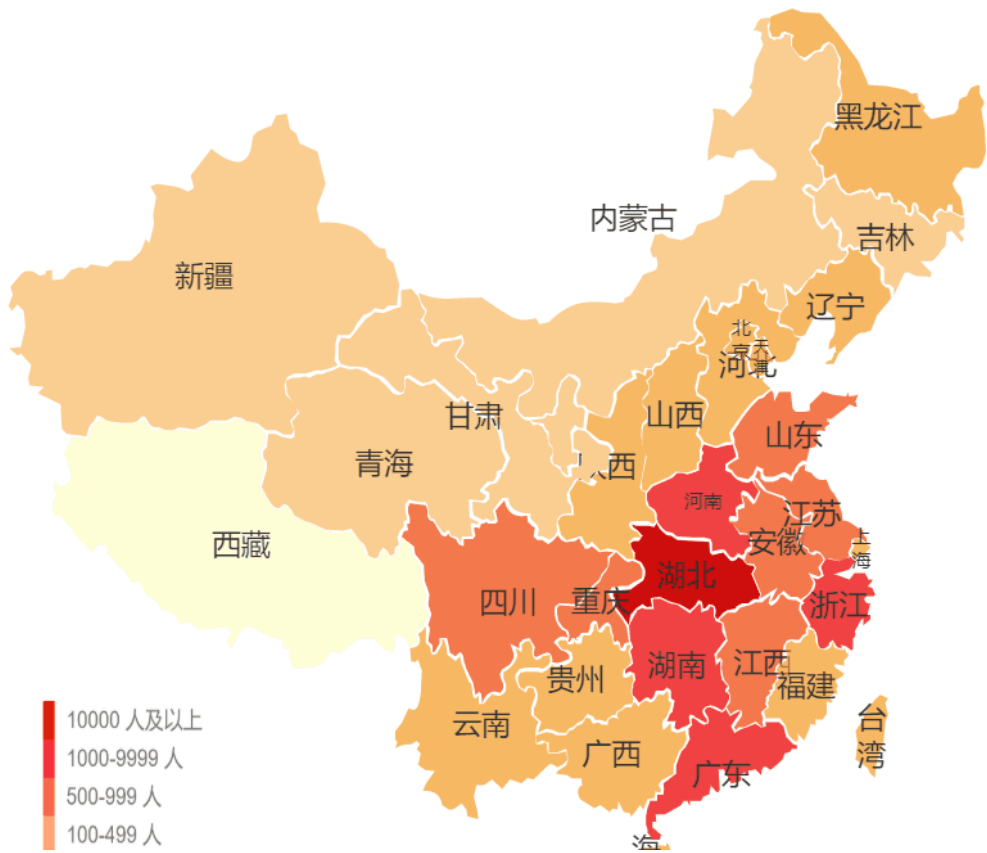 黑龙江
内蒙古
吉林
新疆
辽宁
北京
天津
河北
甘肃
山西
山东
青海
西
河南
江苏
西藏
安徽
上海
湖北
四川
重庆
浙江
湖南
江西
贵州
福建
云南
广西
台湾
广东
海
10000 人及以上
1000-9999 人
500-999 人
100-499 人